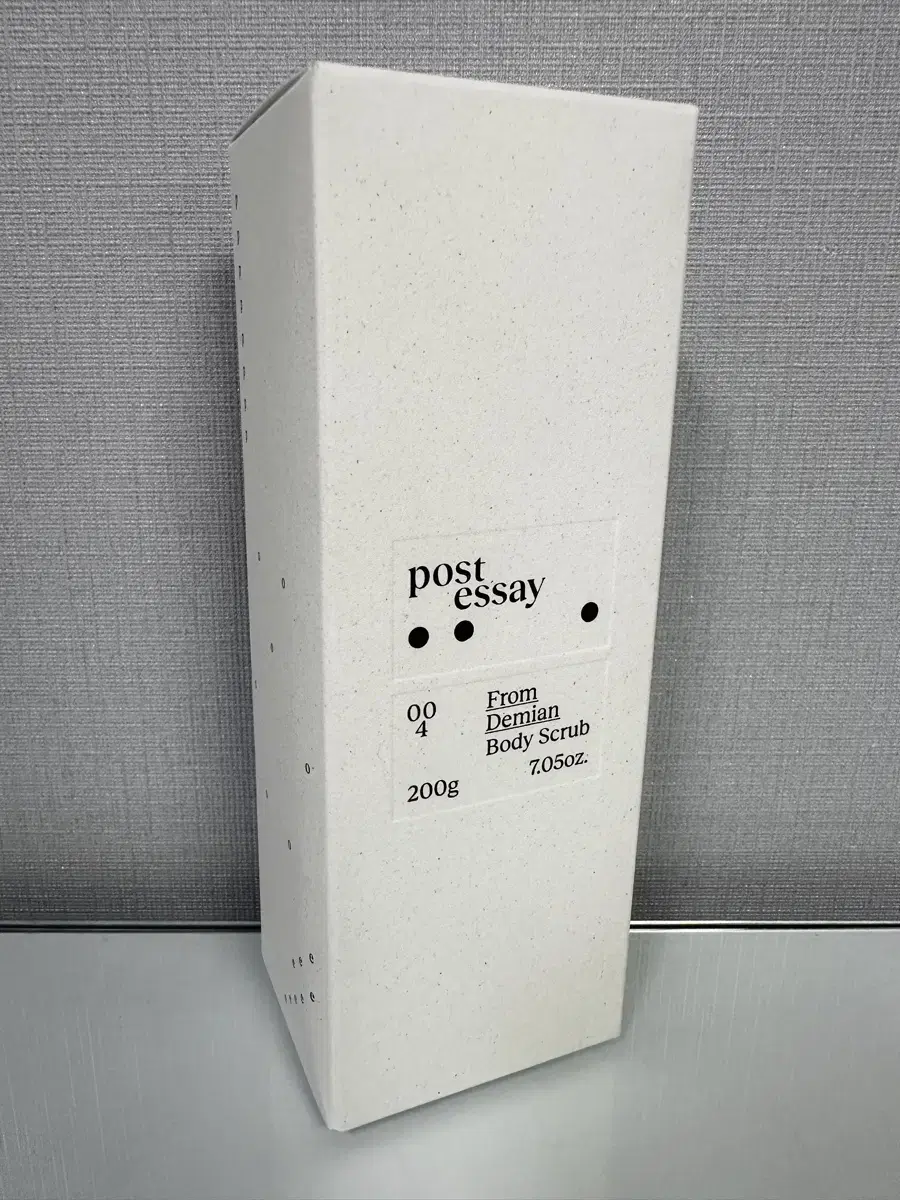 post
essay
00
4
From
Demian
Body Scrub
7.05oz.
200g